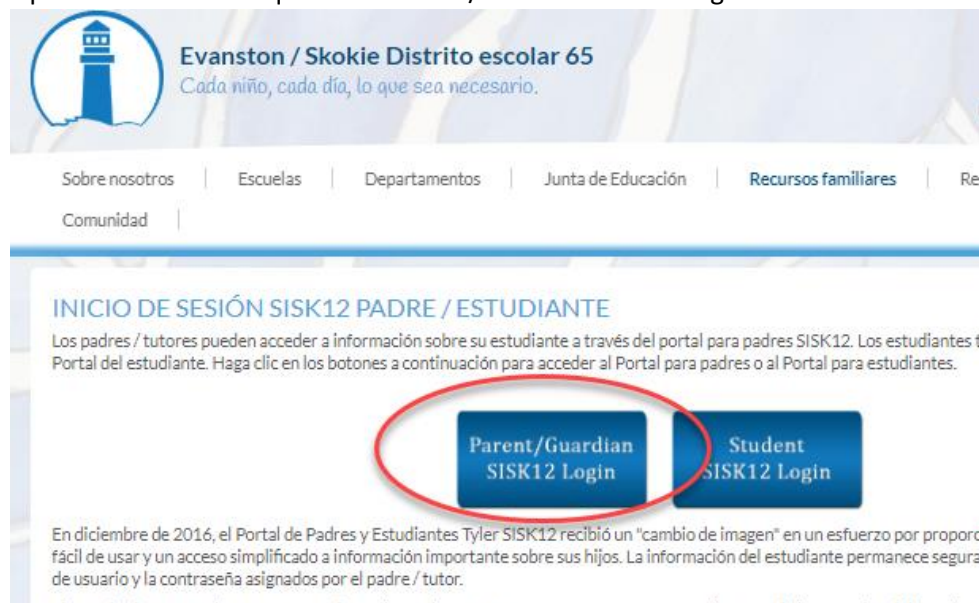 Evanston / Skokie Distrito escolar 65
Cada niño, cada día, lo que sea necesario.
Sobre nosotros | Escuelas | Departamentos | Junta de Educación | Recursos familiares | Re
Comunidad |
INICIO DE SESIÓN SISK12 PADRE / ESTUDIANTE
Los padres / tutores pueden acceder a información sobre su estudiante a través del portal para padres SISK12. Los estudiantes t
Portal del estudiante. Haga clic en los botones a continuación para acceder al Portal para padres o al Portal para estudiantes.
Parent/Guardian
SISK12 Login
Student
SISK12 Login
En diciembre de 2016, el Portal de Padres y Estudiantes Tyler SISK12 recibió un "cambio de imagen" en un esfuerzo por proporc
fácil de usar y un acceso simplificado a información importante sobre sus hijos. La información del estudiante permanece segura
de usuario y la contraseña asignados por el padre / tutor.